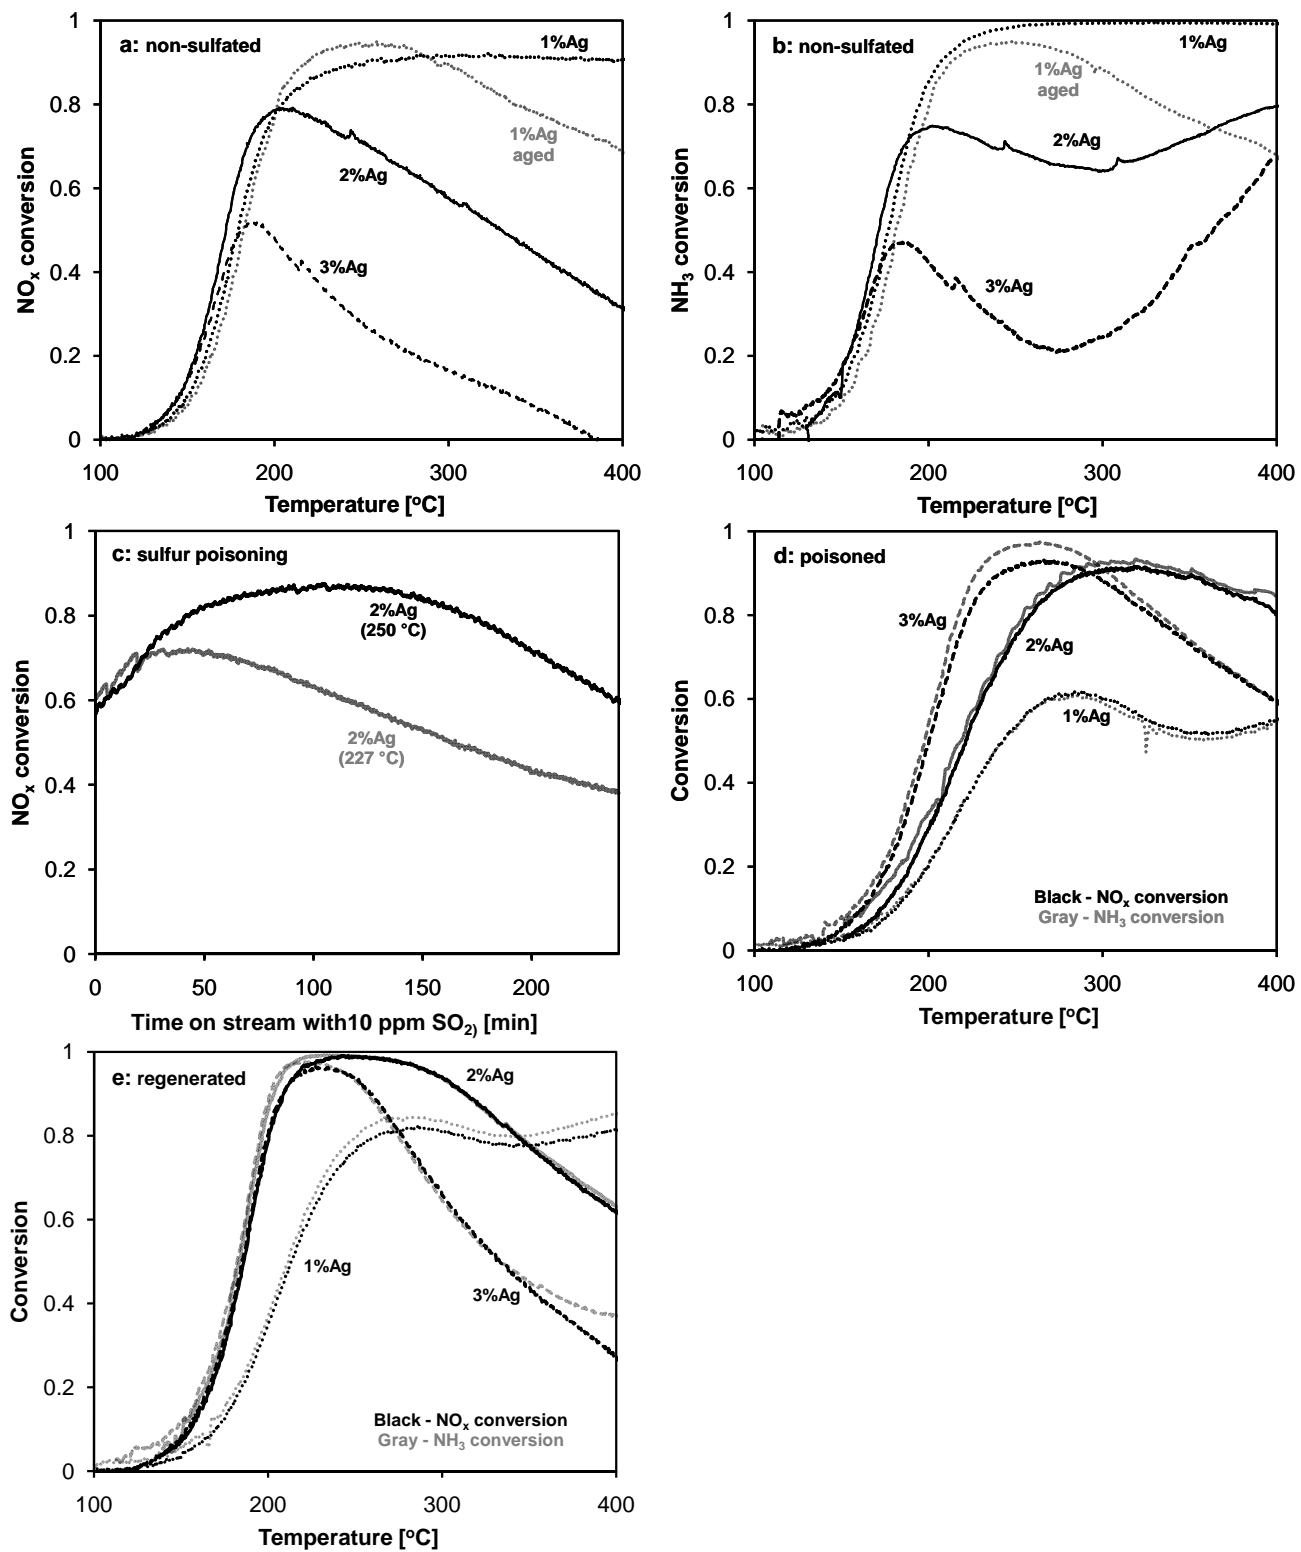 a: non-sulfated
1
0.8
0.6
0.4
0.2
0
NOx conversion
1%Ag
1%Ag
aged
2%Ag
3%Ag
100 200 300 400
Temperature [oC]
b: non-sulfated
1
0.8
0.6
0.4
0.2
0
NH3 conversion
1%Ag
1%Ag
aged
2%Ag
3%Ag
100 200 300 400
Temperature [oC]
c: sulfur poisoning
1
0.8
0.6
0.4
0.2
0
NOx conversion
2%Ag
(250 °C)
2%Ag
(227 °C)
0 50 100 150 200
Time on stream with10 ppm SO2) [min]
d: poisoned
1
0.8
0.6
0.4
0.2
0
Conversion
3%Ag
2%Ag
1%Ag
Black - NOx conversion
Gray - NH3 conversion
100 200 300 400
Temperature [oC]
e: regenerated
1
0.8
0.6
0.4
0.2
0
Conversion
2%Ag
1%Ag
3%Ag
Black - NOx conversion
Gray - NH3 conversion
100 200 300 400
Temperature [oC]